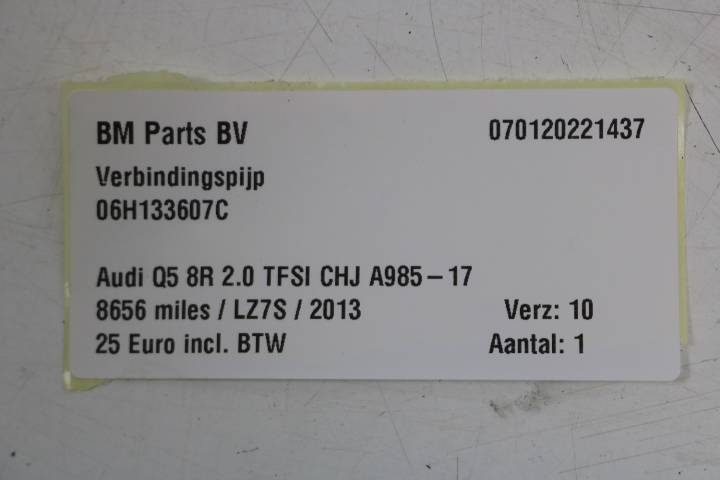 BM Parts BV 070120221437
Verbindingspijp
06H133607C
Audi Q5 8R 2.0 TFSI CHJ A985-17
8656 miles / LZ7S / 2013 Verz: 10
25 Euro incl. BTW Aantal: 1